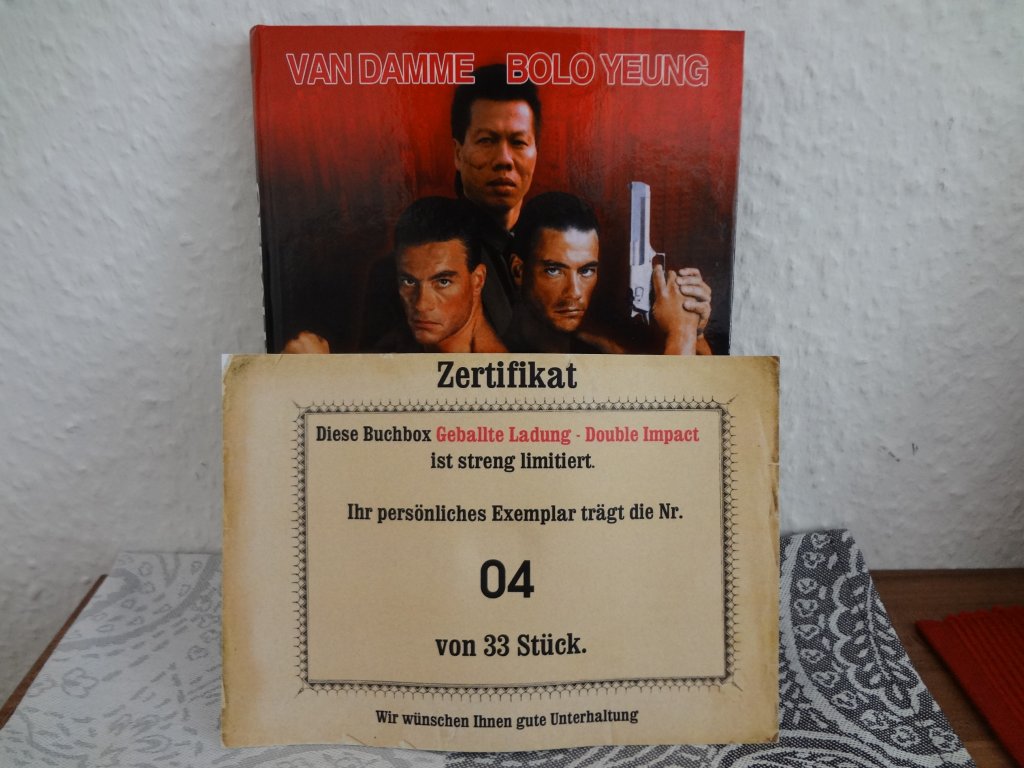 VAN DAMME BOLO YEUNG
Zertifikat
Diese Buchbox Geballte Ladung - Double Impact
ist streng limitiert.
Ihr persönliches Exemplar trägt die Nr.
04
von 33 Stück.
Wir wünschen Ihnen gute Unterhaltung